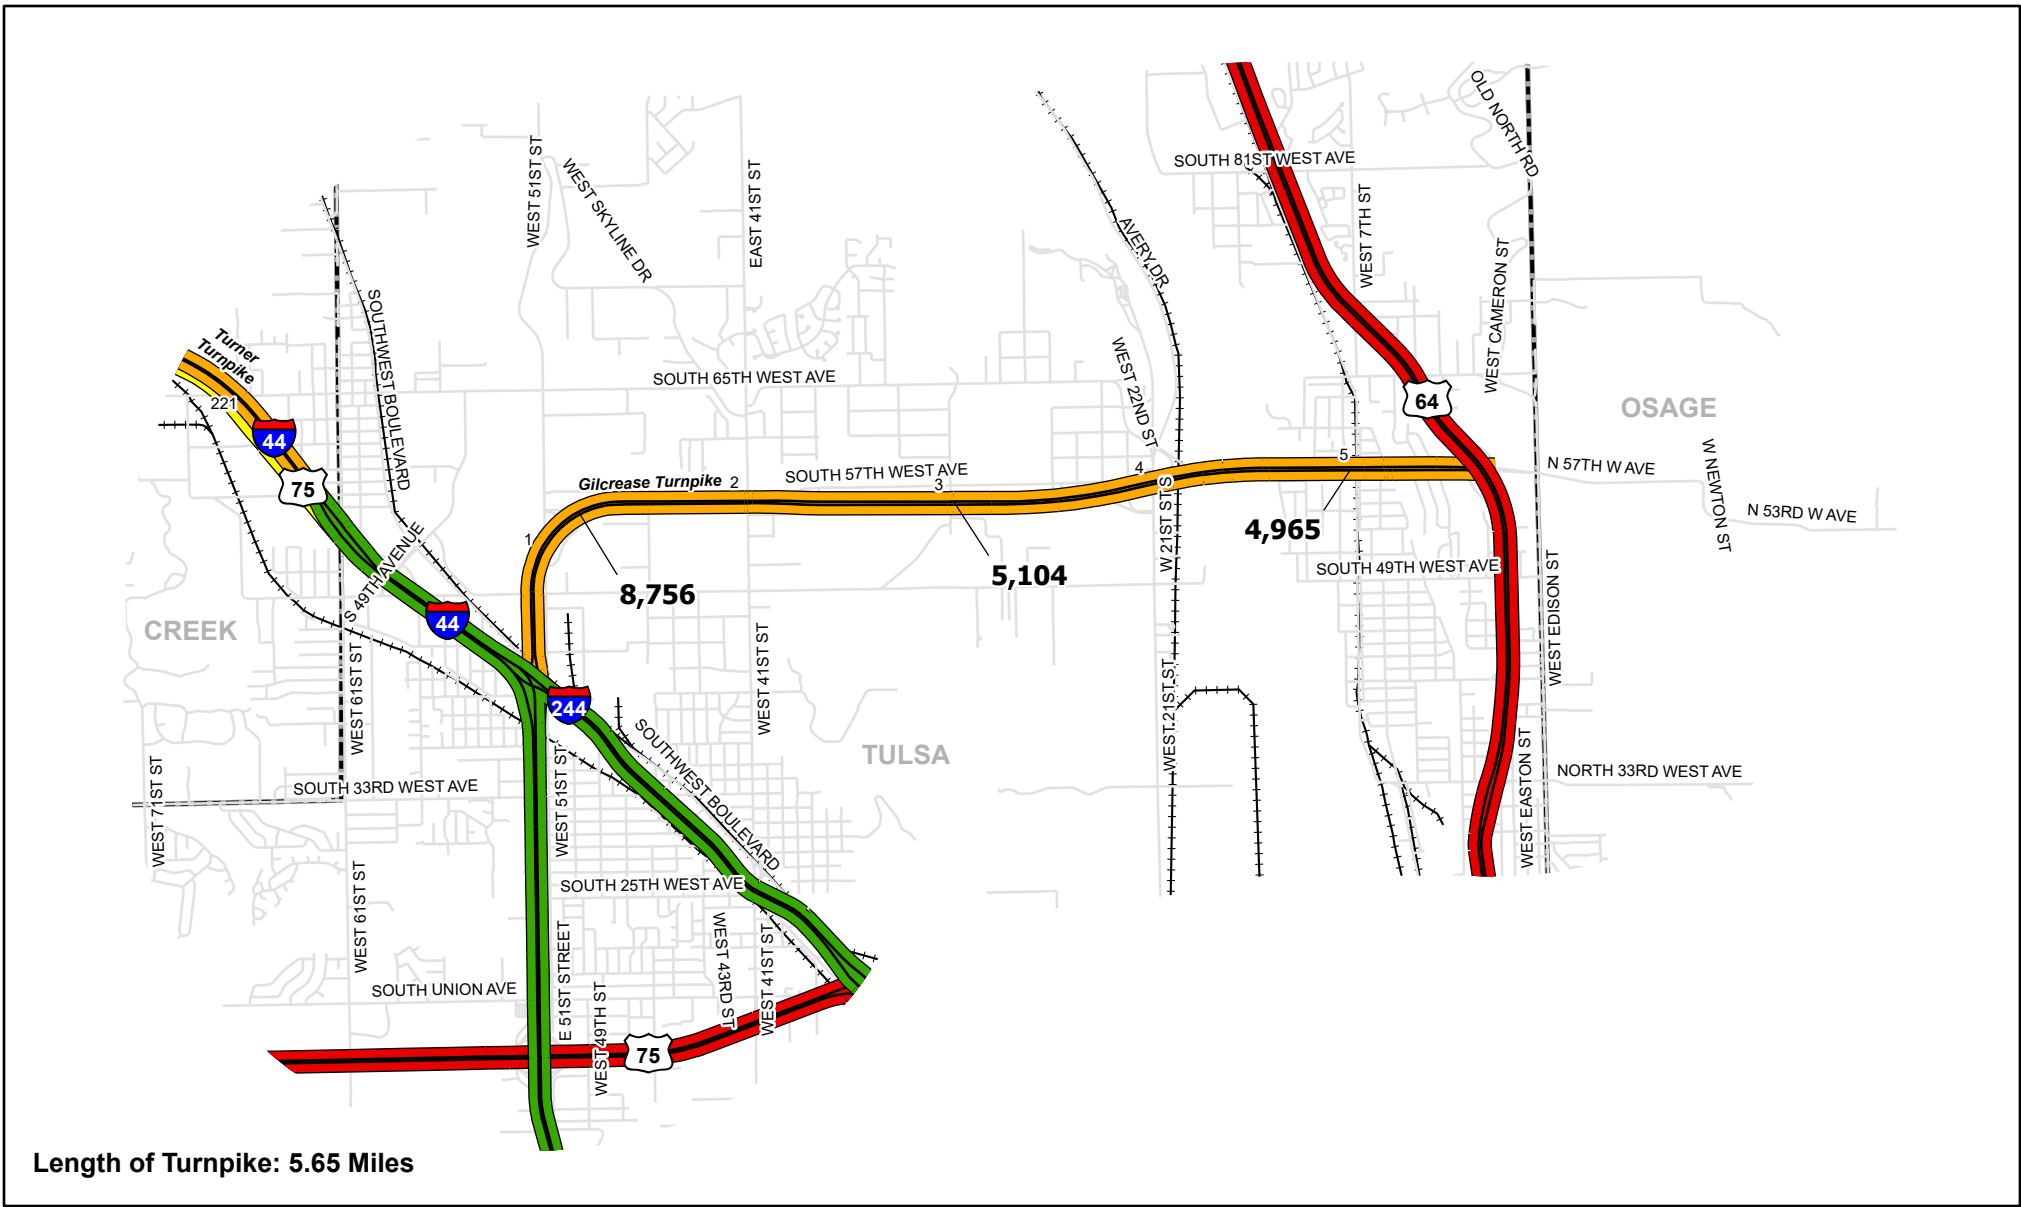 OLD NORTH RD
SOUTH 81ST WEST AVE
WEST 51ST ST
WEST SKYLINE DR
EAST 41ST ST
AVERY DR
WEST 7TH ST
WEST CAMERON ST
SOUTHWEST BOULEVARD
Turner
Turnpike
221
44
75
SOUTH 65TH WEST AVE
WEST 22ND ST
64
OSAGE
W NEWTON ST
N 57TH W AVE
N 53RD W AVE
Gilcrease Turnpike
1
2
3
4
5
SOUTH 57TH WEST AVE
W 21ST ST S
4,965
5,104
8,756
S 49TH AVENUE
SOUTH 49TH WEST AVE
WEST EDISON ST
CREEK
44
WEST 61ST ST
WEST 41ST ST
WEST 21ST ST
244
TULSA
SOUTHWEST BOULEVARD
WEST 71ST ST
SOUTH 33RD WEST AVE
WEST 51ST ST
NORTH 33RD WEST AVE
WEST EASTON ST
SOUTH 25TH WEST AVE
WEST 61ST ST
E 51ST STREET
WEST 43RD ST
WEST 41ST ST
SOUTH UNION AVE
WEST 49TH ST
75
Length of Turnpike: 5.65 Miles